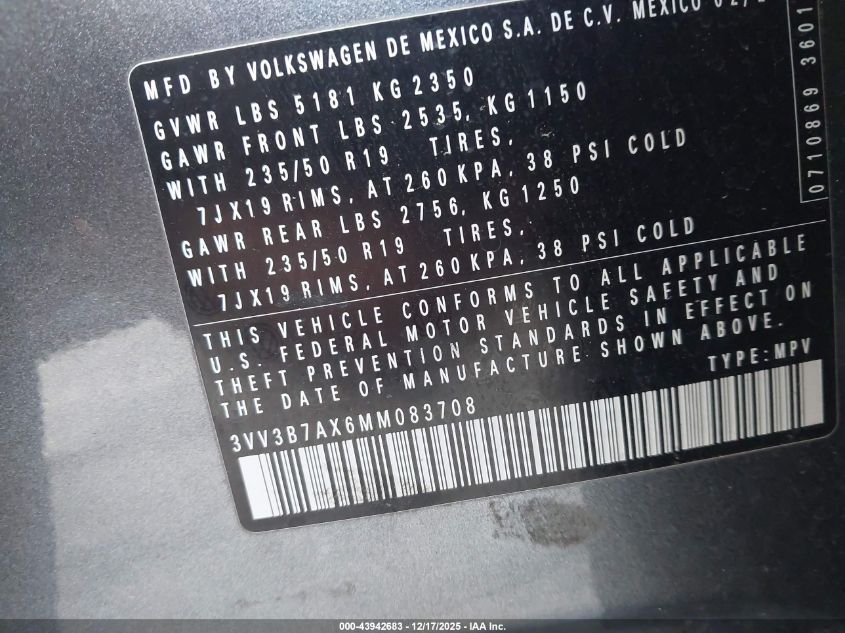 MFD BY VOLKSWAGEN DE MEXICO S.A. DE C.V. MEXICO
GVWR LBS 5181 KG 2350
GAWR FRONT LBS 2535, KG 1150
WITH 235/50 R19 TIRES,
7JX19 RIMS, AT 260 KPA, 38 PSI COLD
GAWR REAR LBS 2756, KG 1250
WITH 235/50 R19 TIRES,
7JX19 RIMS, AT 260 KPA, 38 PSI COLD
THIS VEHICLE CONFORMS TO ALL APPLICABLE
U.S. FEDERAL MOTOR VEHICLE SAFETY AND
THEFT PREVENTION STANDARDS IN EFFECT ON
THE DATE OF MANUFACTURE SHOWN ABOVE.
TYPE: MPV
3VV3B7AX6MM083708
0710869 3601
000-43942683 - 12/17/2025 - IAA Inc.